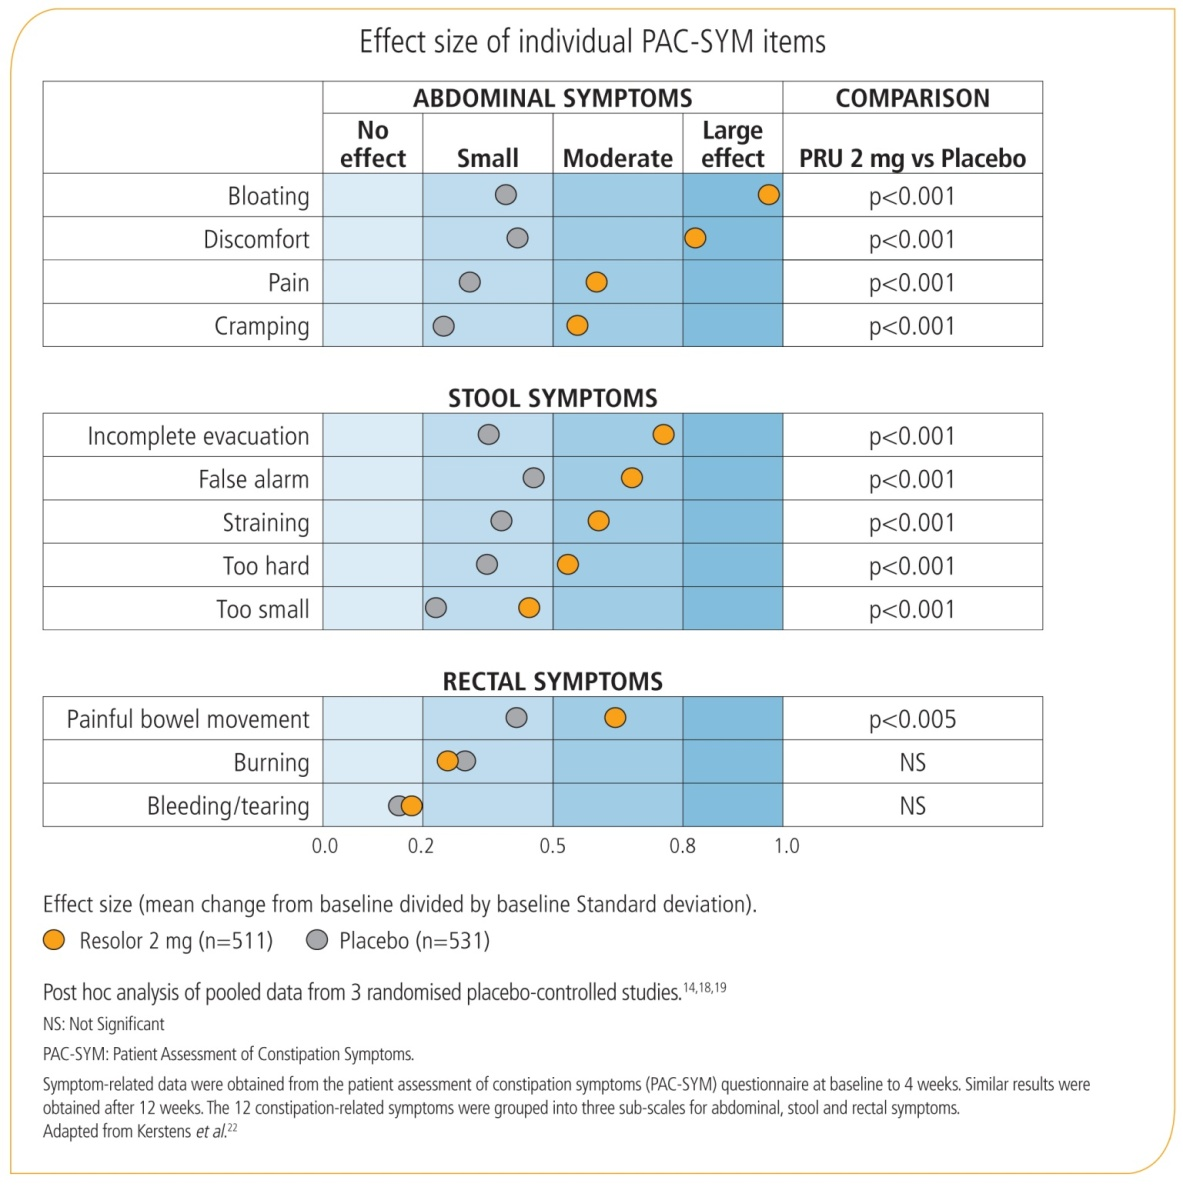 Effect size of individual PAC-SYM items
ABDOMINAL SYMPTOMS COMPARISON
No effect Small Moderate Large effect PRU 2 mg vs Placebo
Bloating p<0.001
Discomfort p<0.001
Pain p<0.001
Cramping p<0.001
STOOL SYMPTOMS
Incomplete evacuation p<0.001
False alarm p<0.001
Straining p<0.001
Too hard p<0.001
Too small p<0.001
RECTAL SYMPTOMS
Painful bowel movement p<0.005
Burning NS
Bleeding/tearing NS
0.0 0.2 0.5 0.8 1.0
Effect size (mean change from baseline divided by baseline Standard deviation).
Resolor 2 mg (n=511) Placebo (n=531)
Post hoc analysis of pooled data from 3 randomised placebo-controlled studies.14,18,19
NS: Not Significant
PAC-SYM: Patient Assessment of Constipation Symptoms.
Symptom-related data were obtained from the patient assessment of constipation symptoms (PAC-SYM) questionnaire at baseline to 4 weeks. Similar results were
obtained after 12 weeks. The 12 constipation-related symptoms were grouped into three sub-scales for abdominal, stool and rectal symptoms.
Adapted from Kerstens et al.22